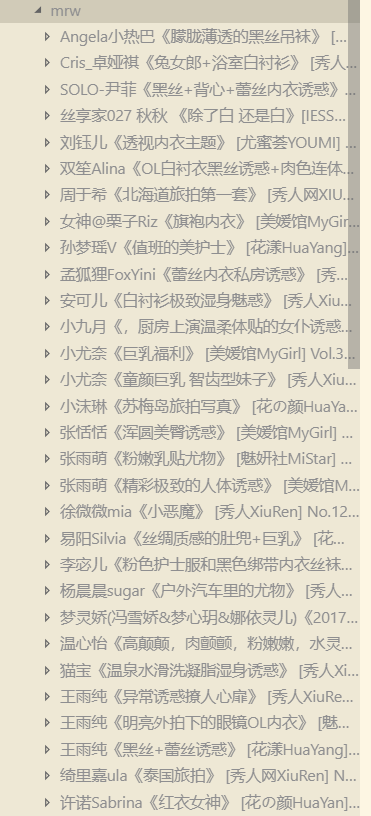 mrw
Angela小热巴《朦胧薄透的黑丝吊袜》 [...
Cris_卓娅祺《兔女郎+浴室白衬衫》 [秀人...
SOLO-尹菲《黑丝+背心+蕾丝内衣诱惑》...
丝享家027 秋秋 《除了白 还是白》[IESS...
刘钰儿《透视内衣主题》 [尤蜜荟YOUMI] ...
双笙Alina《OL白衬衣黑丝诱惑+肉色连体...
周于希《北海道旅拍第一套》 [秀人网XIU...
女神@栗子Riz《旗袍内衣》 [美媛馆MyGir...
孙梦瑶V《值班的美护士》 [花漾HuaYang]...
孟狐狸FoxYini《蕾丝内衣私房诱惑》 [秀...
安可儿《白衬衫极致湿身魅惑》 [秀人Xiu...
小九月《，厨房上演温柔体贴的女仆诱惑...
小尤奈《巨乳福利》 [美媛馆MyGirl] Vol.3...
小尤奈《童颜巨乳 智齿型妹子》 [秀人Xiu...
小沫琳《苏梅岛旅拍写真》 [花の颜HuaYa...
张恬恬《浑圆美臀诱惑》 [美媛馆MyGirl] ...
张雨萌《粉嫩乳贴尤物》 [魅妍社MiStar] ...
张雨萌《精彩极致的人体诱惑》 [美媛馆M...
徐微微mia《小恶魔》 [秀人XiuRen] No.12...
易阳Silvia《丝绸质感的肚兜+巨乳》 [花...
李宓儿《粉色护士服和黑色绑带内衣丝袜...
杨晨晨sugar《户外汽车里的尤物》 [秀人...
梦灵娇(冯雪娇&梦心玥&娜依灵儿)《2017...
温心怡《高颠颠，肉颤颤，粉嫩嫩，水灵...
猫宝《温泉水滑洗凝脂湿身诱惑》 [秀人Xi...
王雨纯《异常诱惑撩人心扉》 [秀人XiuRe...
王雨纯《明亮外拍下的眼镜OL内衣》 [魅...
王雨纯《黑丝+蕾丝诱惑》 [花漾HuaYang]...
绮里嘉ula《泰国旅拍》 [秀人网XiuRen] N...
许诺Sabrina《红衣女神》 [花の颜HuaYan]...